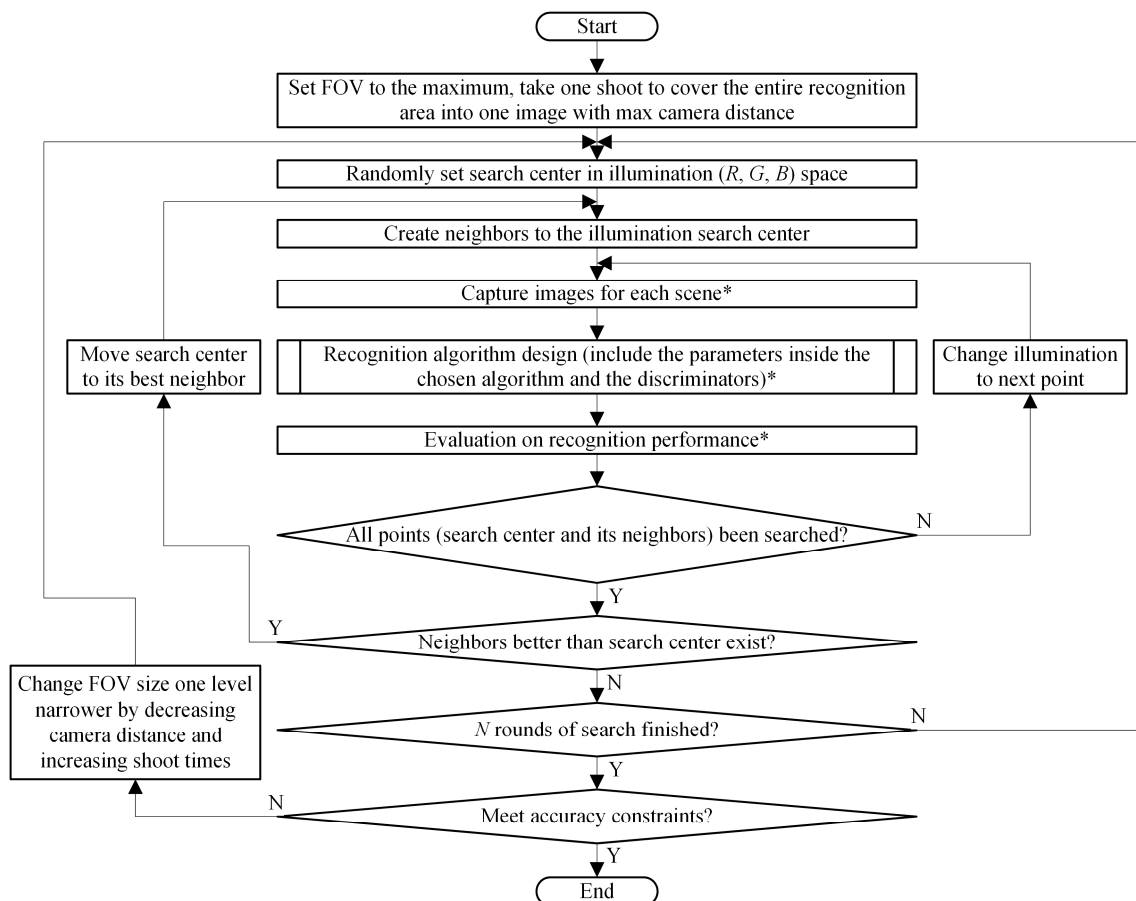 Start
Set FOV to the maximum, take one shoot to cover the entire recognition
area into one image with max camera distance
Randomly set search center in illumination (R, G, B) space
Create neighbors to the illumination search center
Capture images for each scene*
Move search center
to its best neighbor
Recognition algorithm design (include the parameters inside the
chosen algorithm and the discriminators)*
Change illumination
to next point
Evaluation on recognition performance*
All points (search center and its neighbors) been searched?
N
Y
Y
Neighbors better than search center exist?
N
Change FOV size one level
narrower by decreasing
camera distance and
increasing shoot times
N rounds of search finished?
N
Y
N
Meet accuracy constraints?
Y
End